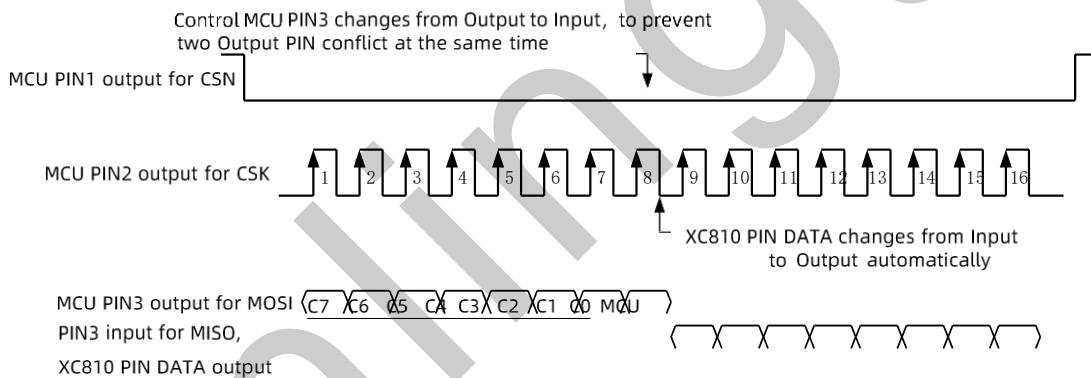 Control MCU PIN3 changes from Output to Input, to prevent
two Output PIN conflict at the same time
MCU PIN1 output for CSN
MCU PIN2 output for CSK
1 2 3 4 5 6 7 8 9 10 11 12 13 14 15 16
XC810 PIN DATA changes from Input
to Output automatically
MCU PIN3 output for MOSI C7 C6 C5 C4 C3 C2 C1 C0 MCU
PIN3 input for MISO,
XC810 PIN DATA output